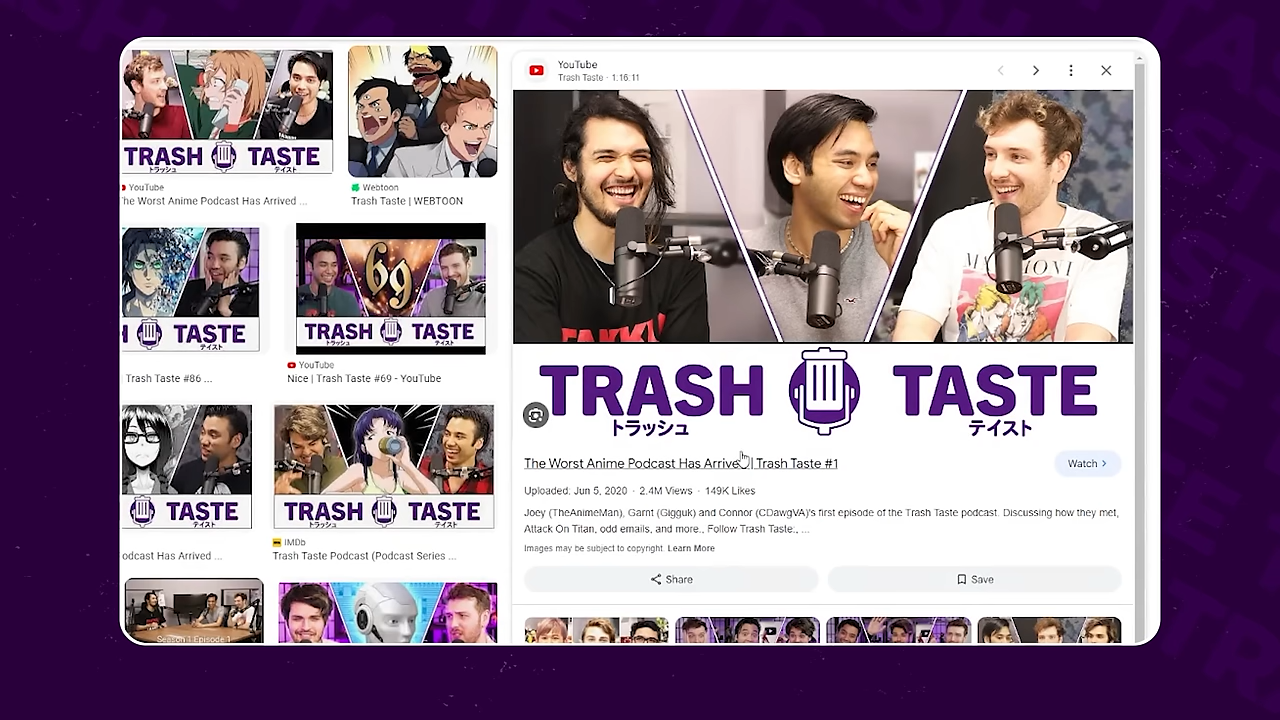 TRASH TASTE
トラッシュ テイスト
YouTube
The Worst Anime Podcast Has Arrived ...
Webtoon
Trash Taste | WEBTOON
TASTE
テイスト
| Trash Taste #86 ...
69
TRASH TASTE
トラッシュ テイスト
YouTube
Nice | Trash Taste #69 - YouTube
TASTE
テイスト
odcast Has Arrived ...
TRASH TASTE
トラッシュ テイスト
IMDb
Trash Taste Podcast (Podcast Series ...
Season 1 Episode 1
YouTube
Trash Taste · 1:16:11
TRASH TASTE
トラッシュ テイスト
The Worst Anime Podcast Has Arrived | Trash Taste #1
Watch
Uploaded: Jun 5, 2020 · 2.4M Views · 149K Likes
Joey (TheAnimeMan), Garnt (Gigguk) and Connor (CDawgVA)'s first episode of the Trash Taste podcast. Discussing how they met,
Attack On Titan, odd emails, and more., Follow Trash Taste:, ...
Images may be subject to copyright. Learn More
Share
Save